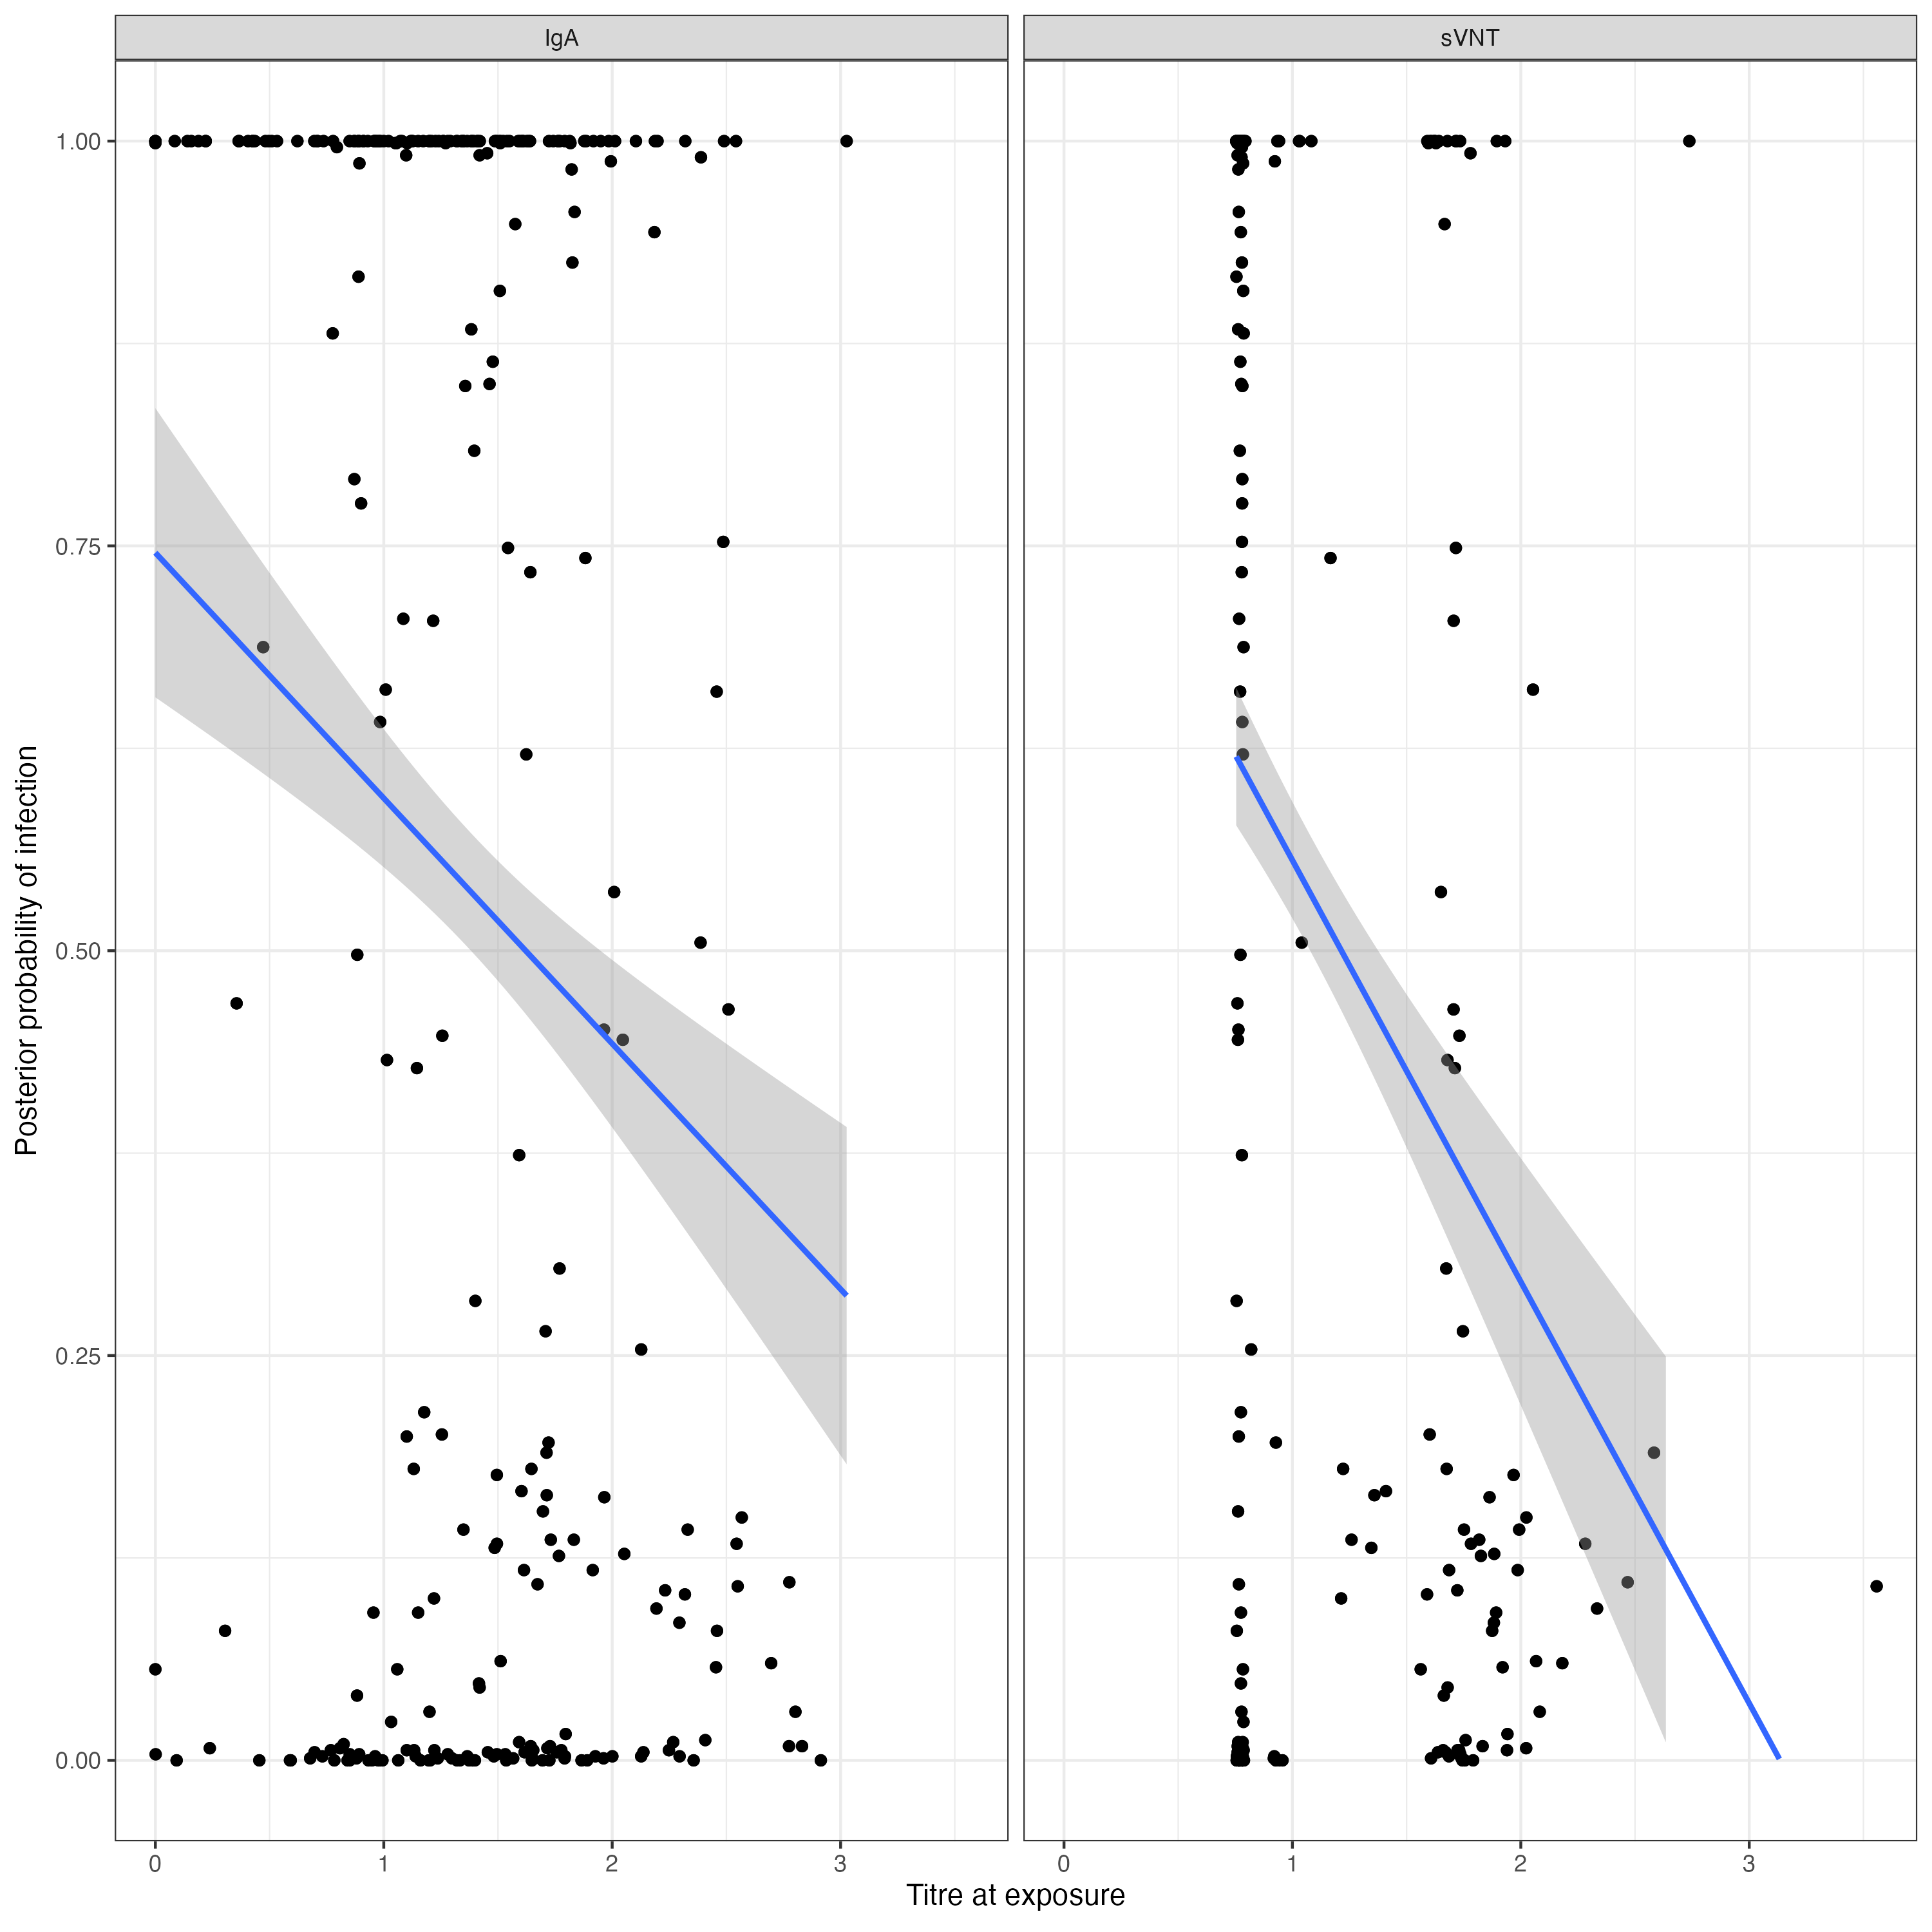 IgA
sVNT
Posterior probability of infection
1.00
0.75
0.50
0.25
0.00
0 1 2 3
0 1 2 3
Titre at exposure